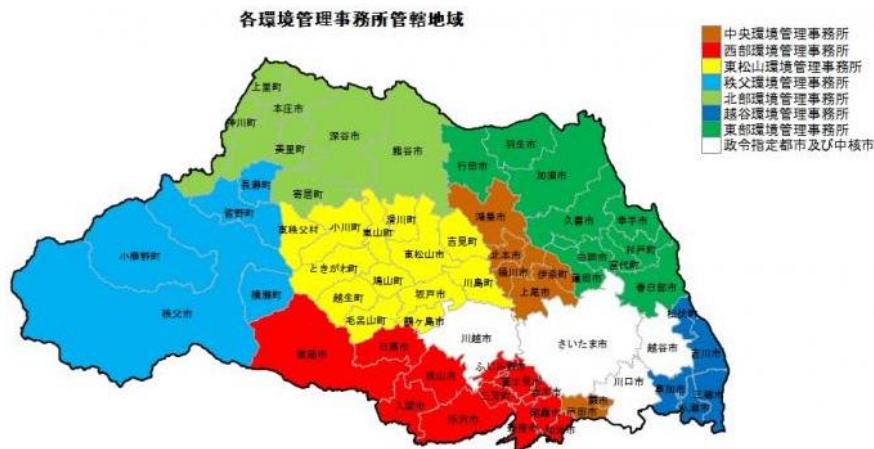 各環境管理事務所管轄地域
中央環境管理事務所
西部環境管理事務所
東松山環境管理事務所
秩父環境管理事務所
北部環境管理事務所
越谷環境管理事務所
東部環境管理事務所
政令指定都市及び中核市
上里町
本庄市
神川町
美里町
深谷市
熊谷市
寄居町
長瀞町
皆野町
小鹿野町
秩父市
横瀬町
東秩父村
小川町
滑川町
嵐山町
東松山市
吉見町
ときがわ町
鳩山町
越生町
坂戸市
川島町
毛呂山町
鶴ヶ島市
行田市
羽生市
加須市
久喜市
幸手市
杉戸町
白岡市
宮代町
蓮田市
春日部市
鴻巣市
北本市
桶川市
伊奈町
上尾市
川越市
さいたま市
越谷市
川口市
松伏町
吉川市
草加市
三郷市
八潮市
飯能市
日高市
狭山市
入間市
所沢市
ふじみ野市
富士見市
三芳町
志木市
朝霞市
新座市
和光市
戸田市
蕨市